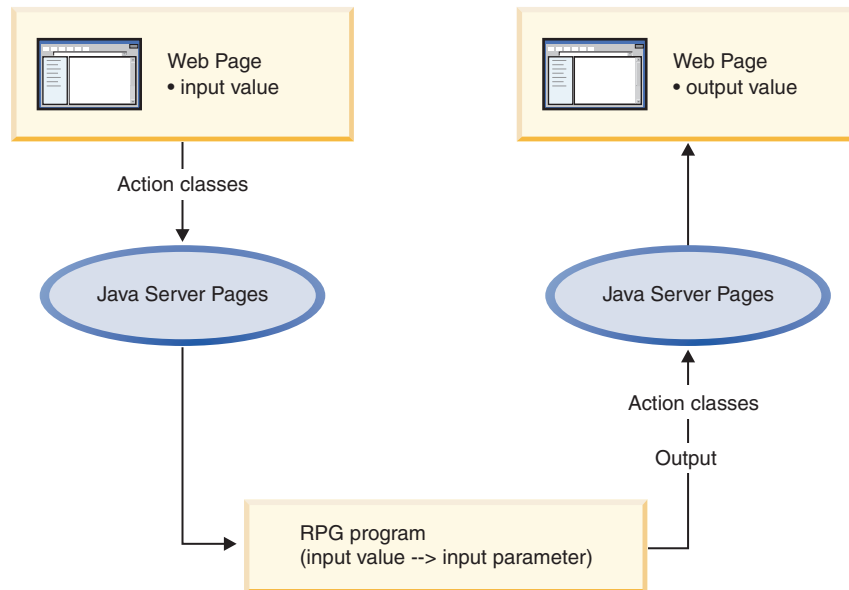 Web Page
• input value
Web Page
• output value
Action classes
Java Server Pages
Java Server Pages
Action classes
Output
RPG program
(input value --> input parameter)